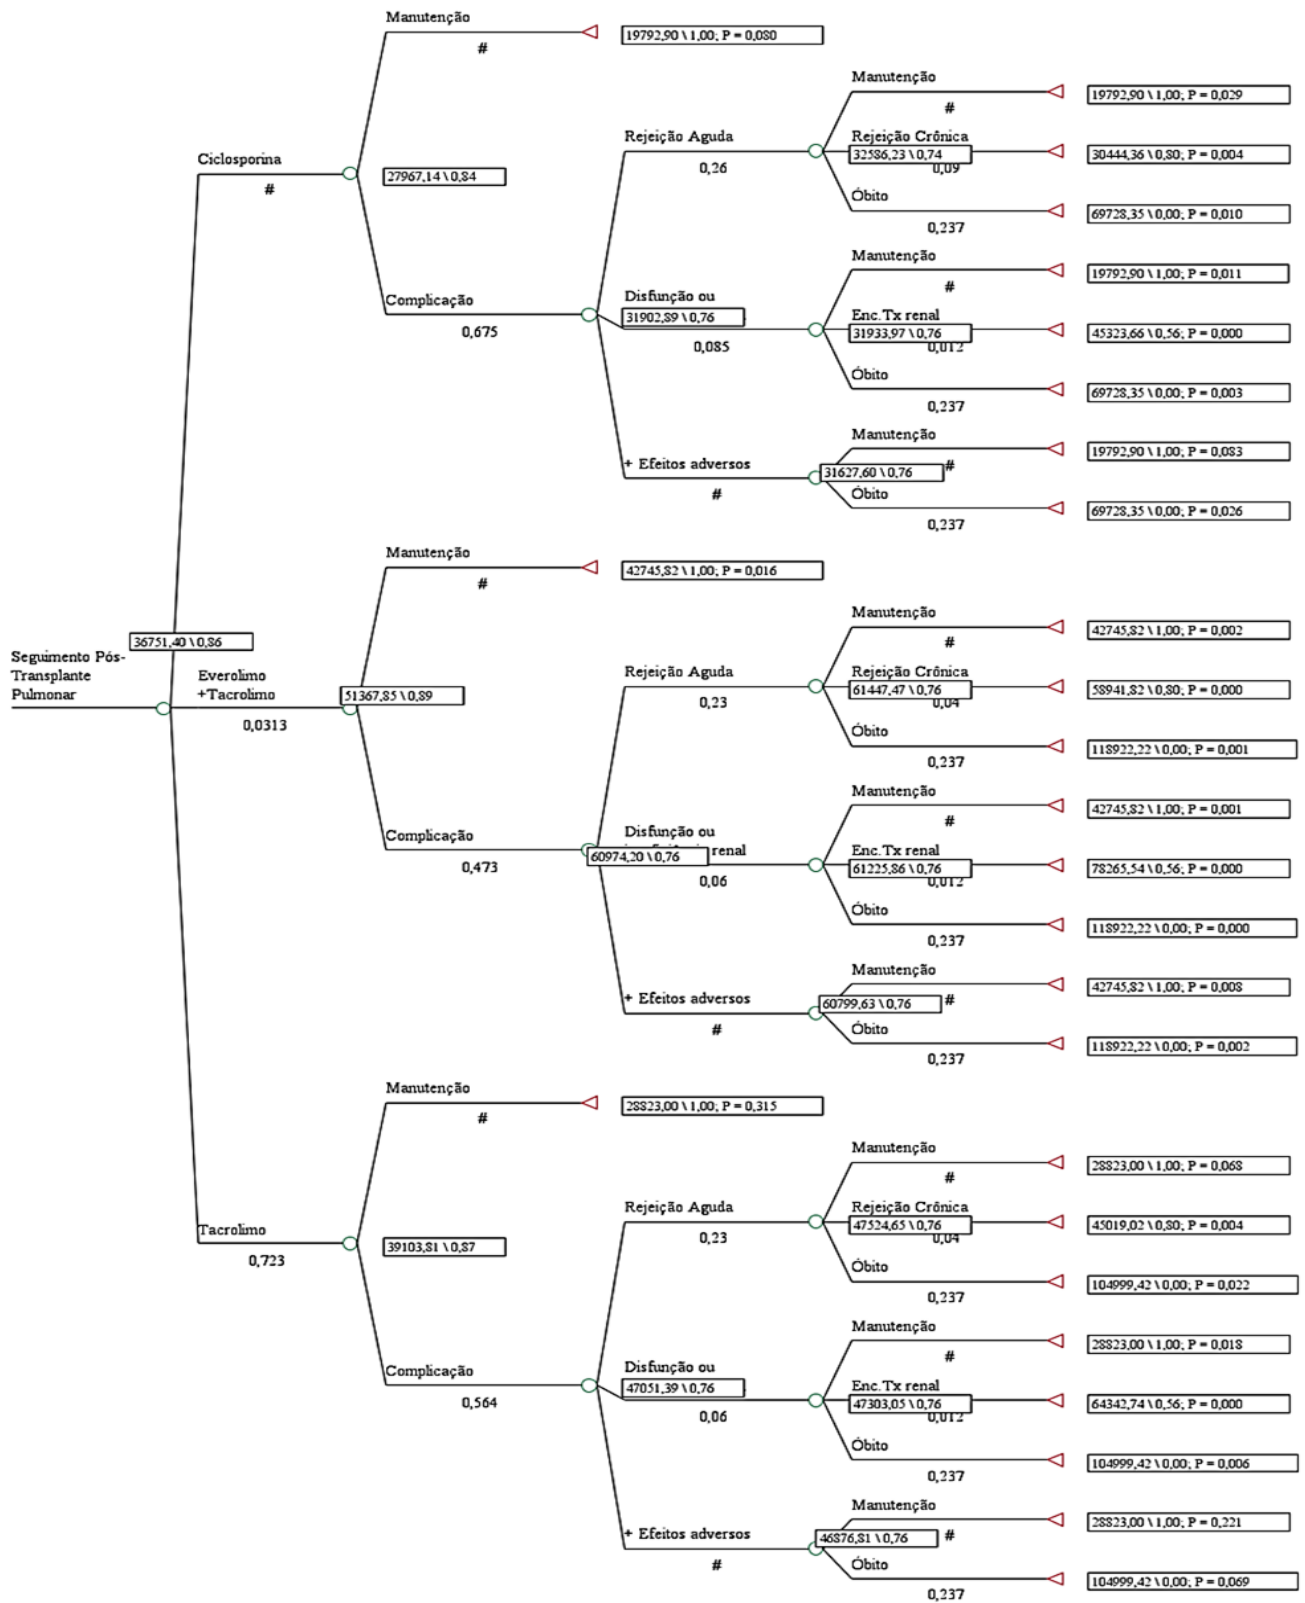 Manutenção
#
19792,90 \ 1,00; P = 0,080
Manutenção
#
19792,90 \ 1,00; P = 0,029
Rejeição Aguda
0,26
Rejeição Crônica
32586,23 \ 0,74
0,09
30444,36 \ 0,80; P = 0,004
Ciclosporina
#
27967,14 \ 0,84
Óbito
0,237
69728,35 \ 0,00; P = 0,010
Manutenção
#
19792,90 \ 1,00; P = 0,011
Complicação
0,675
Disfunção ou
31902,89 \ 0,76
0,085
Enc.Tx renal
31933,97 \ 0,76
0,012
45323,66 \ 0,56; P = 0,000
Óbito
0,237
69728,35 \ 0,00; P = 0,003
Manutenção
#
19792,90 \ 1,00; P = 0,083
+ Efeitos adversos
#
31627,60 \ 0,76
Óbito
0,237
69728,35 \ 0,00; P = 0,026
Manutenção
#
42745,82 \ 1,00; P = 0,016
Manutenção
#
42745,82 \ 1,00; P = 0,002
36751,40 \ 0,86
Seguimento Pós-
Transplante
Pulmonar
Everolimo
+Tacrolimo
0,0313
51367,85 \ 0,89
Rejeição Aguda
0,23
Rejeição Crônica
61447,47 \ 0,76
0,04
58941,82 \ 0,80; P = 0,000
Óbito
0,237
118922,22 \ 0,00; P = 0,001
Manutenção
#
42745,82 \ 1,00; P = 0,001
Complicação
0,473
Disfunção ou
renal
60974,20 \ 0,76
0,06
Enc.Tx renal
61225,86 \ 0,76
0,012
78265,54 \ 0,56; P = 0,000
Óbito
0,237
118922,22 \ 0,00; P = 0,000
Manutenção
#
42745,82 \ 1,00; P = 0,008
+ Efeitos adversos
#
60799,63 \ 0,76
Óbito
0,237
118922,22 \ 0,00; P = 0,002
Manutenção
#
28823,00 \ 1,00; P = 0,315
Manutenção
#
28823,00 \ 1,00; P = 0,068
Rejeição Aguda
0,23
Rejeição Crônica
47524,65 \ 0,76
0,04
45019,02 \ 0,80; P = 0,004
Tacrolimo
0,723
39103,81 \ 0,87
Óbito
0,237
104999,42 \ 0,00; P = 0,022
Manutenção
#
28823,00 \ 1,00; P = 0,018
Complicação
0,564
Disfunção ou
47051,39 \ 0,76
0,06
Enc.Tx renal
47303,05 \ 0,76
0,012
64342,74 \ 0,56; P = 0,000
Óbito
0,237
104999,42 \ 0,00; P = 0,006
Manutenção
#
28823,00 \ 1,00; P = 0,221
+ Efeitos adversos
#
46876,81 \ 0,76
Óbito
0,237
104999,42 \ 0,00; P = 0,069